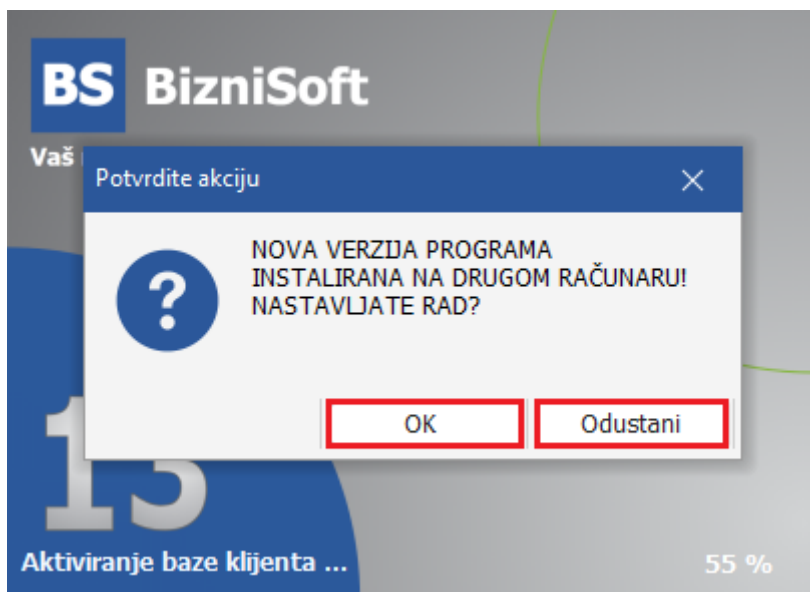 BS BizniSoft
Vaš
Potvrdite akciju
NOVA VERZIJA PROGRAMA
INSTALIRANA NA DRUGOM RAČUNARU!
NASTAVLJATE RAD?
OK Odustani
13
Aktiviranje baze klijenta ...
55 %